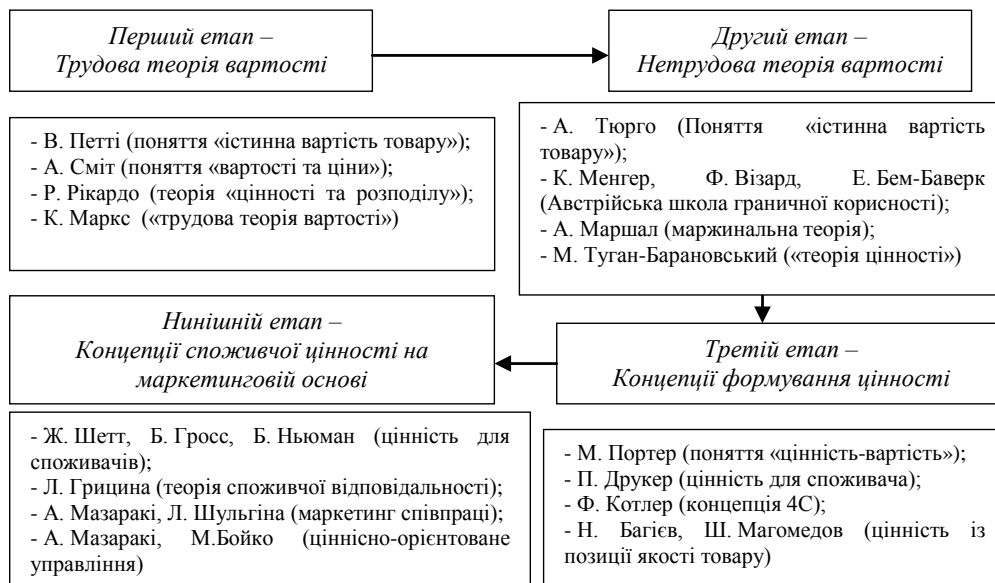 Перший етап –
Трудова теорія вартості
Другий етап –
Нетрудова теорія вартості
- В. Петті (поняття «істинна вартість товару»);
- А. Сміт (поняття «вартості та ціни»);
- Р. Рікардо (теорія «цінності та розподілу»);
- К. Маркс («трудова теорія вартості»)
- А. Тюрго (Поняття «істинна вартість
товару»);
- К. Менгер, Ф. Візард, Е. Бем-Баверк
(Австрійська школа граничної корисності);
- А. Маршал (маржинальна теорія);
- М. Туган-Барановський («теорія цінності»)
Нинішній етап –
Концепції споживчої цінності на
маркетинговій основі
Третій етап –
Концепції формування цінності
- Ж. Шетт, Б. Гросс, Б. Ньюман (цінність для
споживачів);
- Л. Грицина (теорія споживчої відповідальності);
- А. Мазаракі, Л. Шульгіна (маркетинг співпраці);
- А. Мазаракі, М.Бойко (ціннісно-орієнтоване
управління)
- М. Портер (поняття «цінність-вартість»);
- П. Друкер (цінність для споживача);
- Ф. Котлер (концепція 4С);
- Н. Багієв, Ш. Магомедов (цінність із
позиції якості товару)